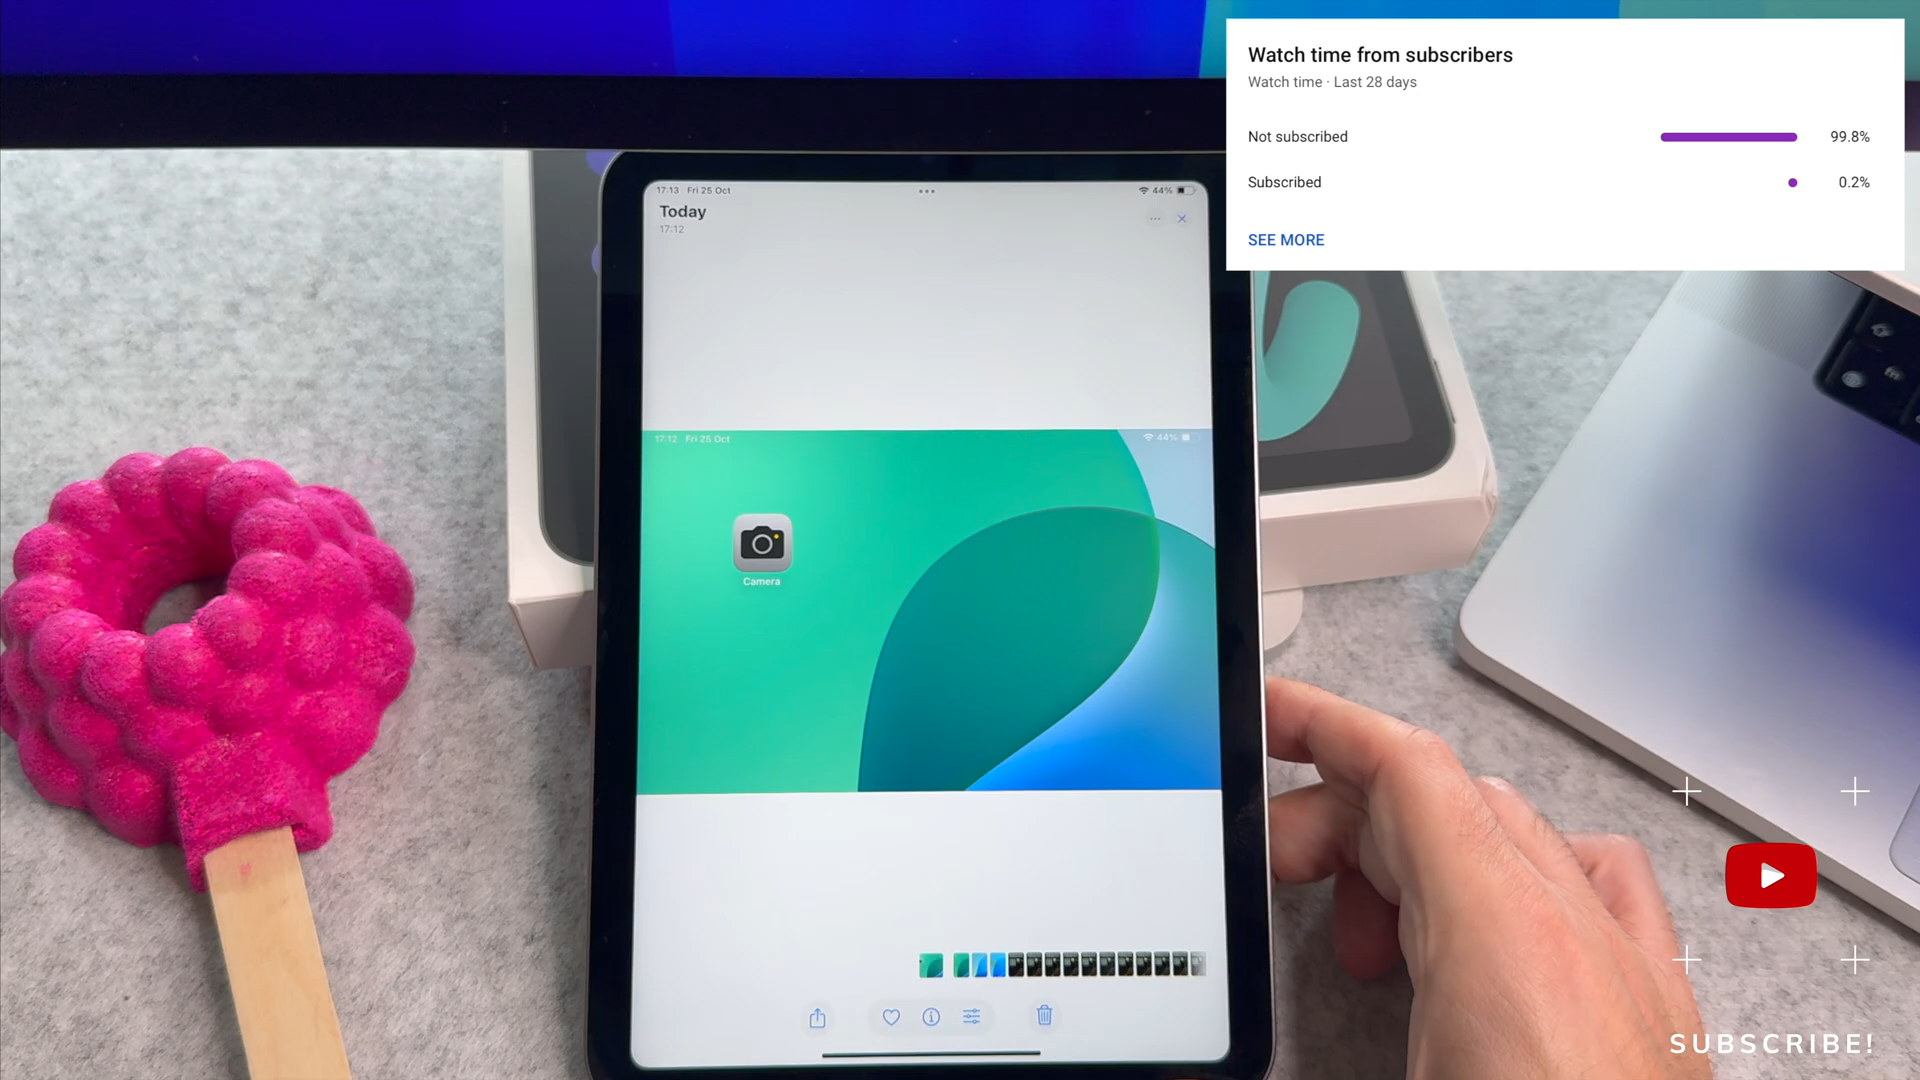 Watch time from subscribers
Watch time · Last 28 days
Not subscribed 99.8%
Subscribed 0.2%
SEE MORE
17:13 Fri 25 Oct 44%
Today
17:12
17:12 Fri 25 Oct 44%
Camera
SUBSCRIBE!